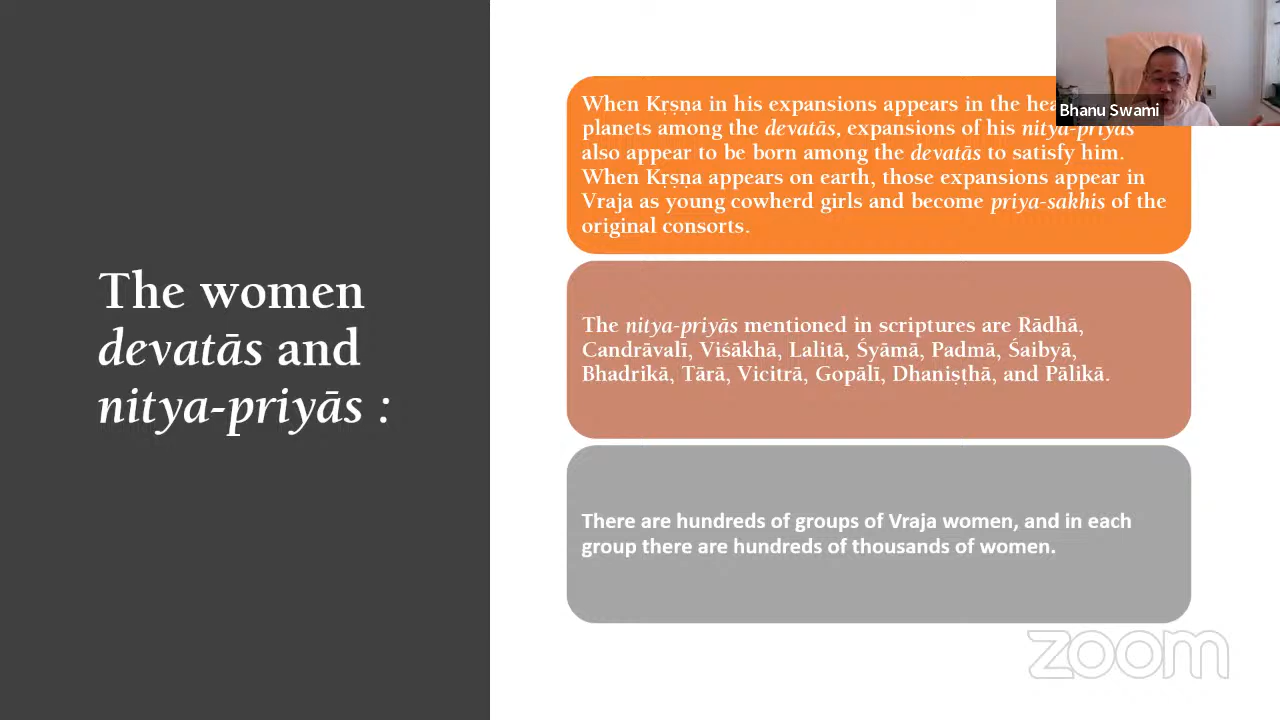 The women
devatās and
nitya-priyās :
When Kṛṣṇa in his expansions appears in the
planets among the devatās, expansions of his nitya-priyās
also appear to be born among the devatās to satisfy him.
When Kṛṣṇa appears on earth, those expansions appear in
Vraja as young cowherd girls and become priya-sakhis of the
original consorts.
The nitya-priyās mentioned in scriptures are Rādhā,
Candrāvalī, Viśākhā, Lalitā, Śyāmā, Padmā, Śaibyā,
Bhadrikā, Tārā, Vicitrā, Gopālī, Dhaniṣṭhā, and Pālikā.
There are hundreds of groups of Vraja women, and in each
group there are hundreds of thousands of women.
Bhanu Swami
zoom